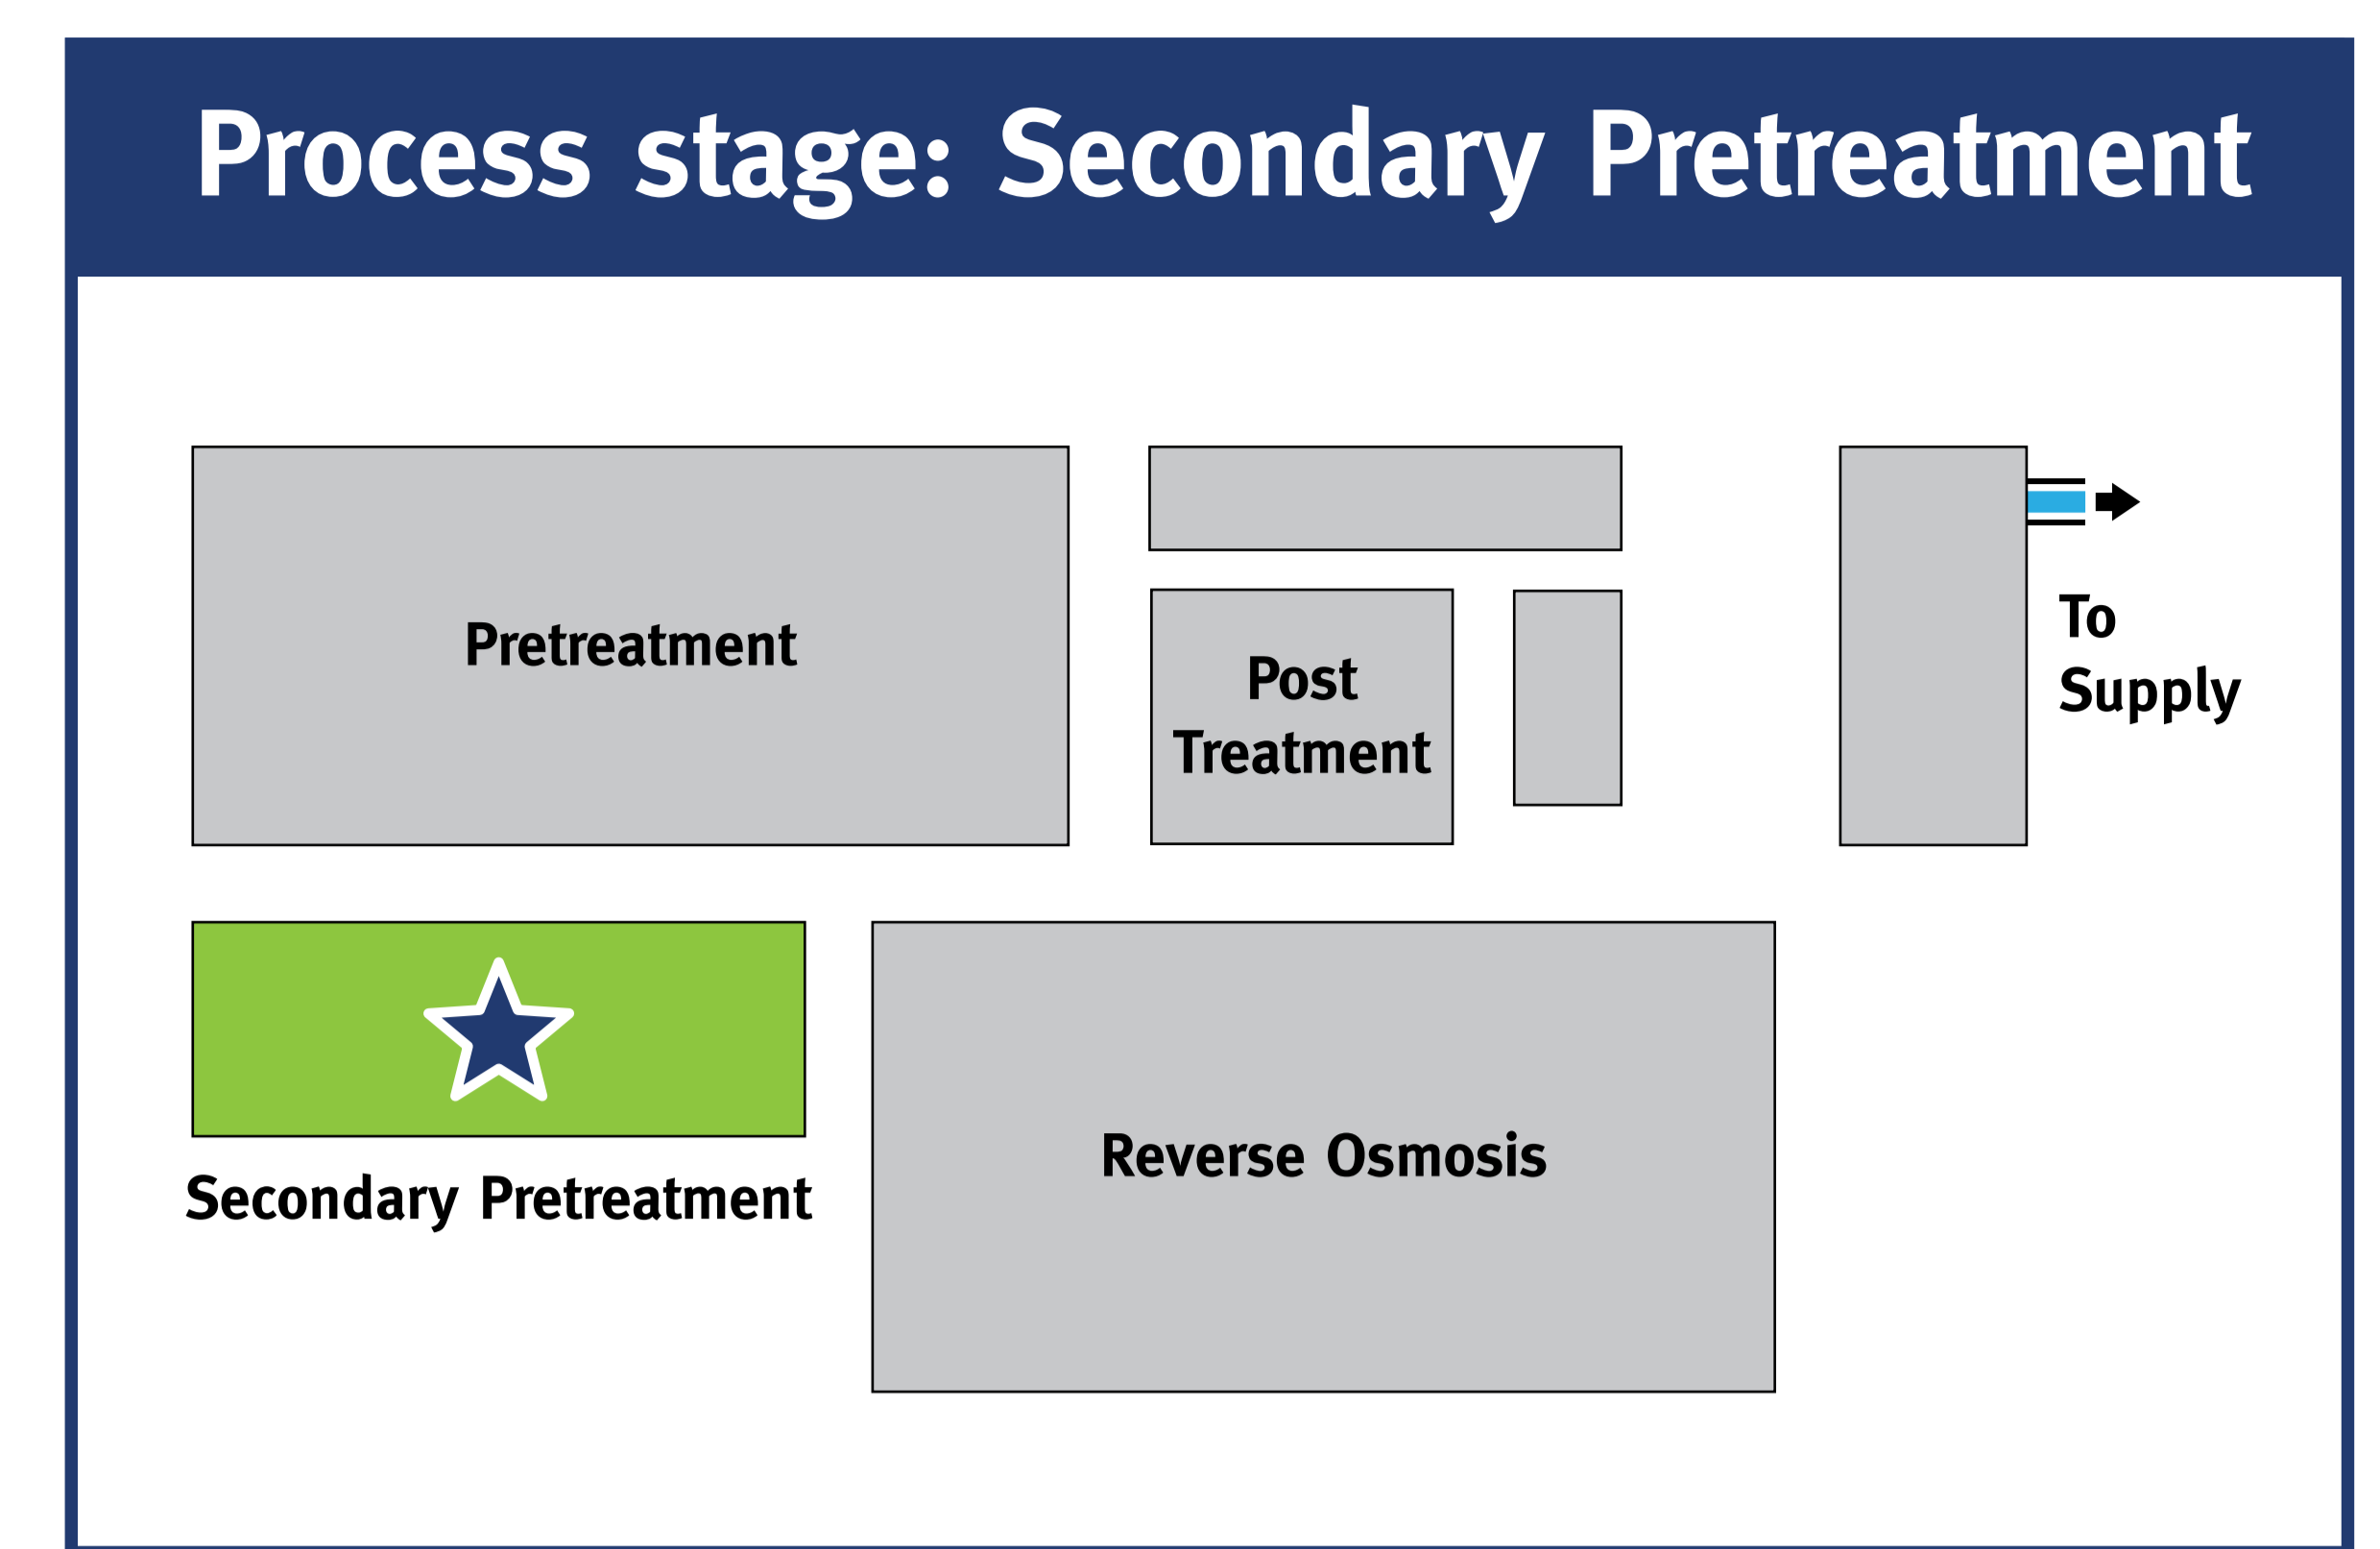 Process stage: Secondary Pretreatment
Pretreatment
Post
Treatment
To
Supply
Secondary Pretreatment
Reverse Osmosis